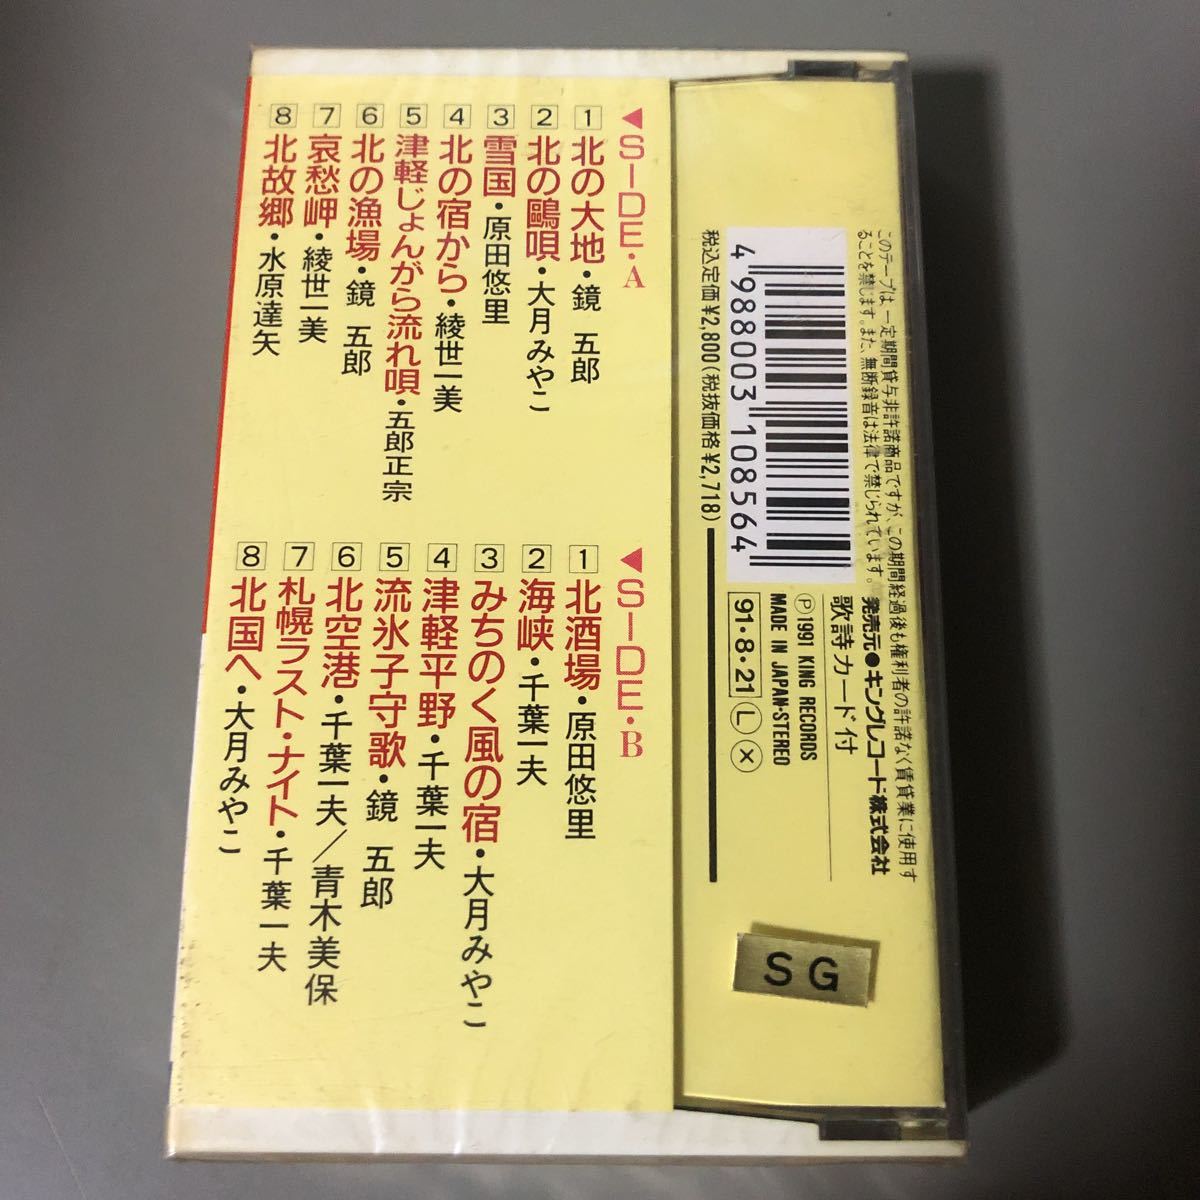 ◀SIDE・A
1 北の大地・鏡 五郎
2 北の鷗唄・大月みやこ
3 雪国・原田悠里
4 北の宿から・綾世一美
5 津軽じょんがら流れ唄・五郎正宗
6 北の漁場・鏡 五郎
7 哀愁岬・綾世一美
8 北故郷・水原達矢
◀SIDE・B
1 北酒場・原田悠里
2 海峡・千葉一夫
3 みちのく風の宿・大月みやこ
4 津軽平野・千葉一夫
5 流氷子守歌・鏡 五郎
6 北空港・千葉一夫／青木美保
7 札幌ラスト・ナイト・千葉一夫
8 北国へ・大月みやこ
このテープは、一定期間貸与非許諾商品ですが、この期間経過後も権利者の許諾なく賃貸業に使用す
ることを禁じます。また、無断録音は法律で禁じられています。 発売元●キングレコード株式会社
歌詩カード付
4 988003 108564
Ⓟ 1991 KING RECORDS
MADE IN JAPAN-STEREO
91・8・21 Ⓛ ⓧ
税込定価¥2,800(税抜価格¥2,718)
SG